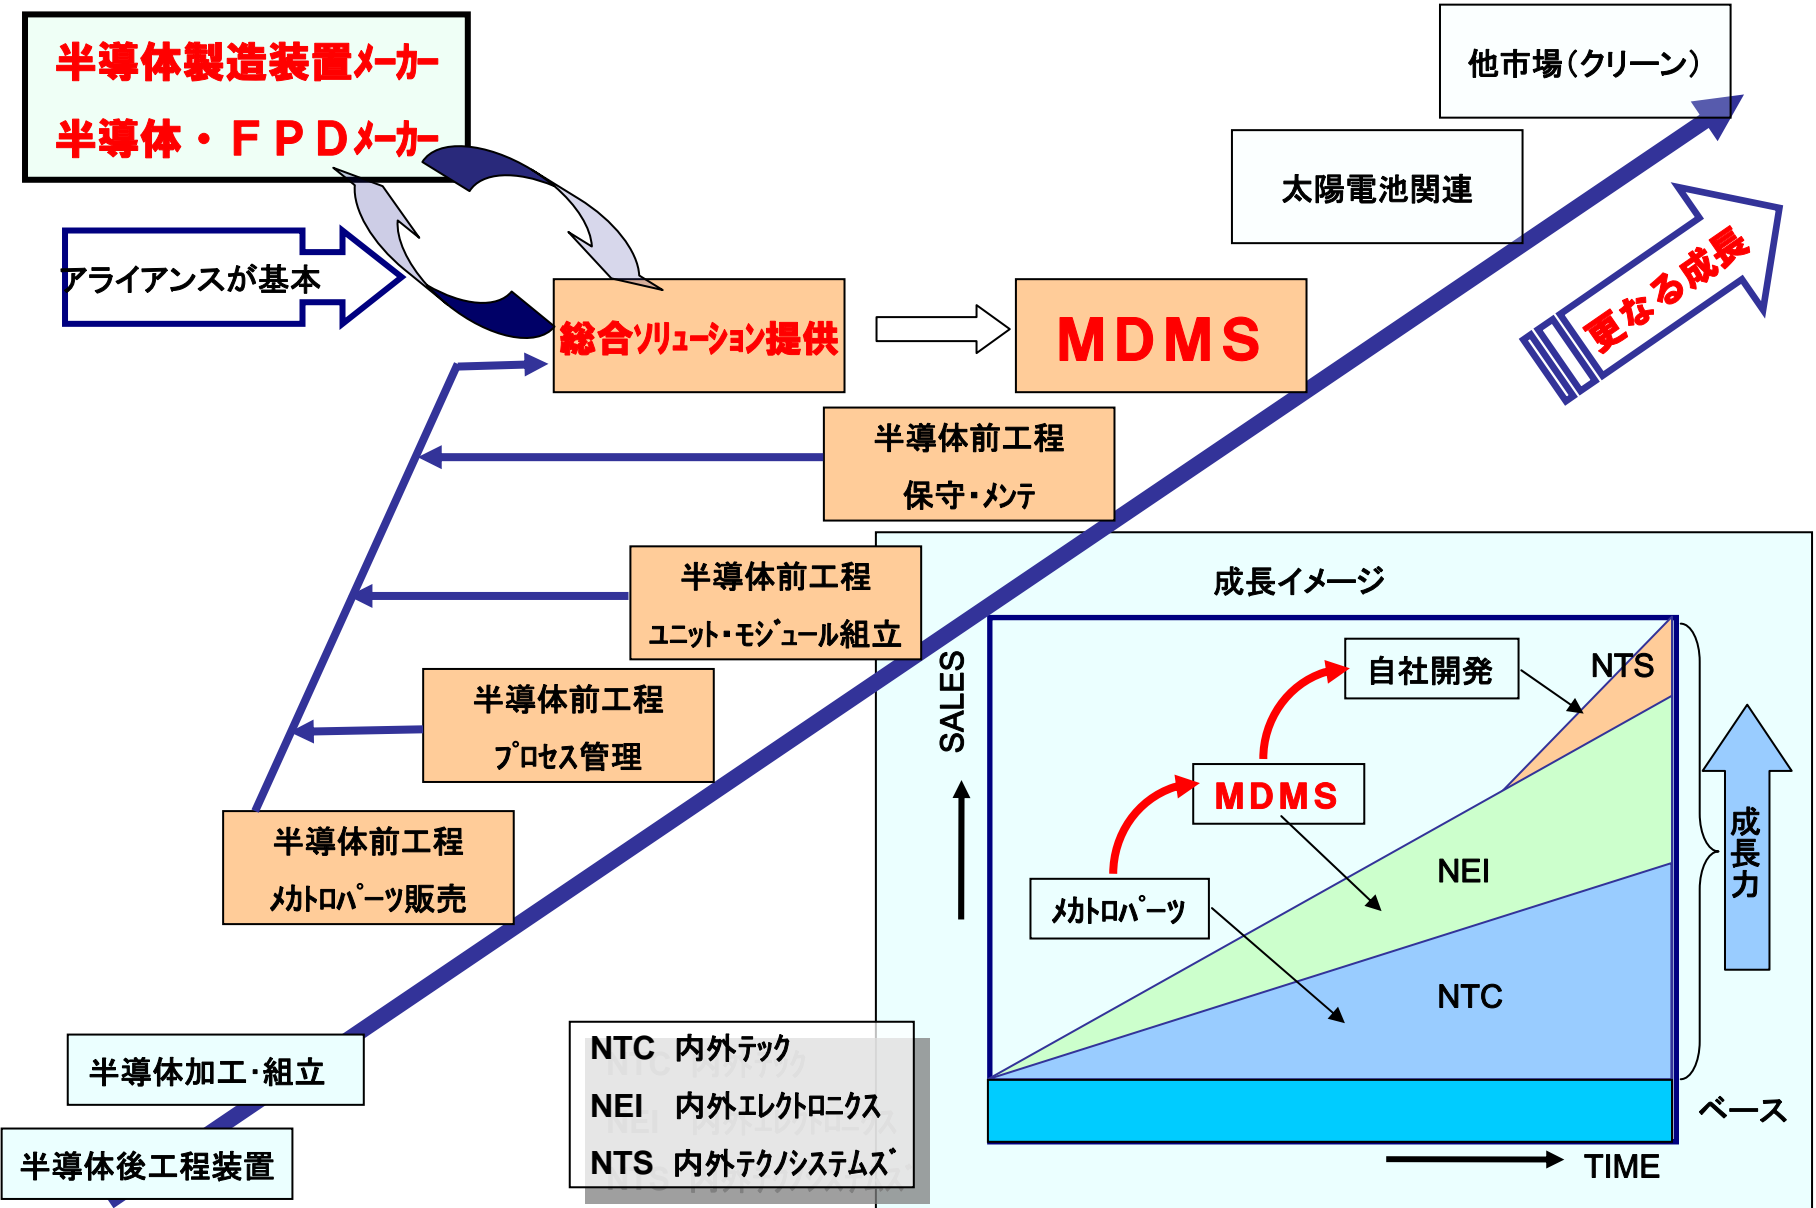 半導体製造装置ﾒｰｶｰ
半導体・ＦＰＤﾒｰｶｰ
他市場（クリーン）
太陽電池関連
アライアンスが基本
更なる成長
総合ｿﾘｭｰｼｮﾝ提供
ＭＤＭＳ
半導体前工程
保守・ﾒﾝﾃ
半導体前工程
ﾕﾆｯﾄ・ﾓｼﾞｭｰﾙ組立
半導体前工程
ﾌﾟﾛｾｽ管理
半導体前工程
ﾒｶﾄﾛﾊﾟｰﾂ販売
半導体加工・組立
半導体後工程装置
成長イメージ
SALES
自社開発
NTS
ＭＤＭＳ
NEI
ﾒｶﾄﾛﾊﾟｰﾂ
NTC
成長力
ベース
TIME
NTC 内外ﾃｯｸ
NEI 内外ｴﾚｸﾄﾛﾆｸｽ
NTS 内外ﾃｸﾉｼｽﾃﾑｽﾞ